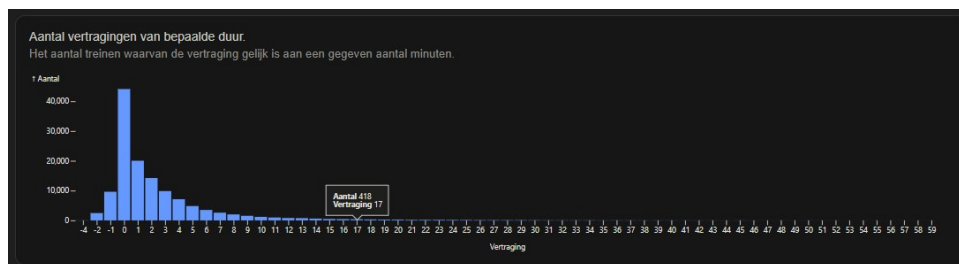 Aantal vertragingen van bepaalde duur.
Het aantal treinen waarvan de vertraging gelijk is aan een gegeven aantal minuten.
↑ Aantal
40,000
30,000
20,000
10,000
0
Aantal 418
Vertraging 17
-4 -2 -1 0 1 2 3 4 5 6 7 8 9 10 11 12 13 14 15 16 17 18 19 20 21 22 23 24 25 26 27 28 29 30 31 32 33 34 35 36 37 38 39 40 41 42 43 44 45 46 47 48 49 50 51 52 53 54 55 56 57 58 59
Vertraging